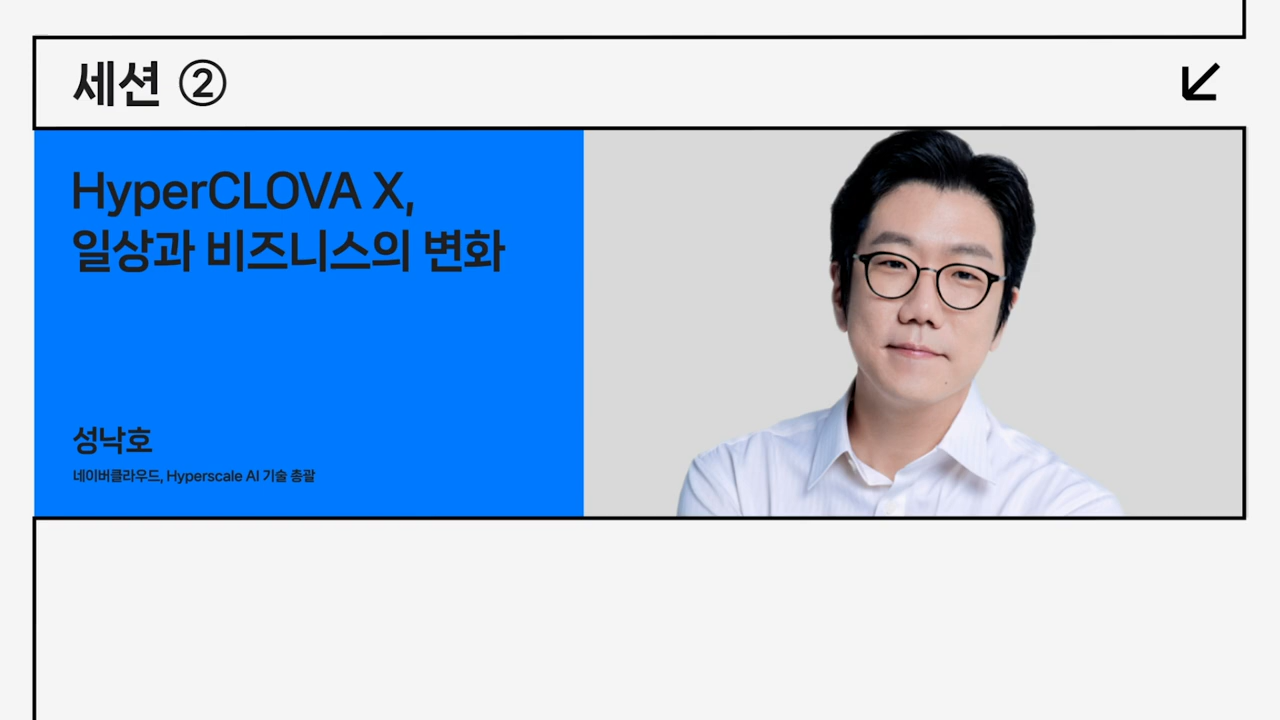 세션 ②
HyperCLOVA X,
일상과 비즈니스의 변화
성낙호
네이버클라우드, Hyperscale AI 기술 총괄